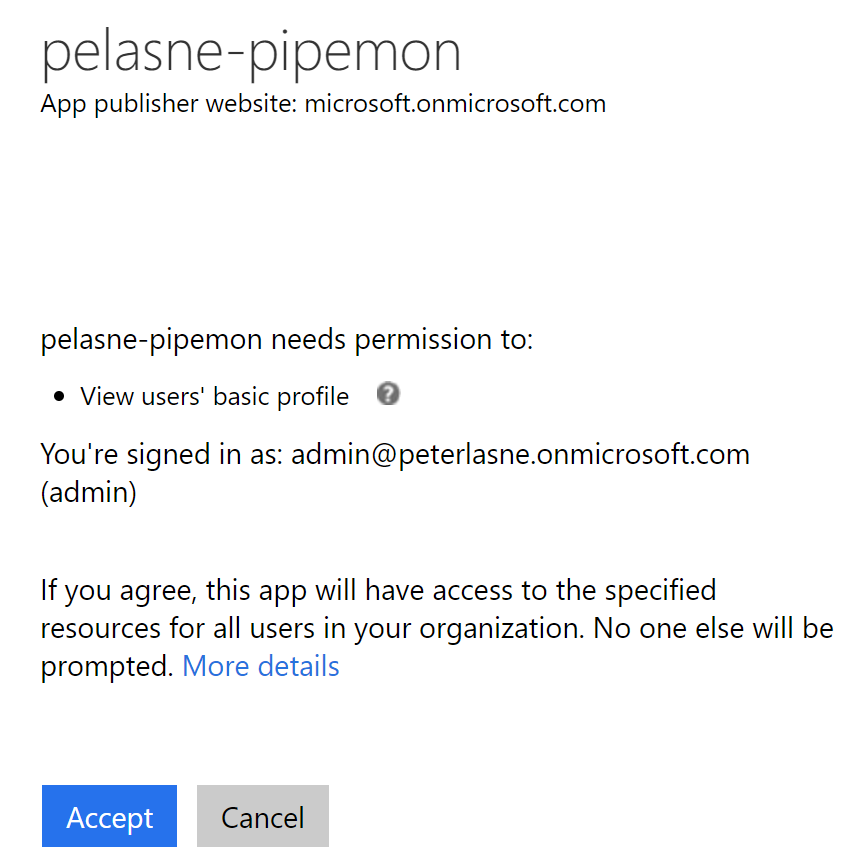 pelasne-pipemon
App publisher website: microsoft.onmicrosoft.com
pelasne-pipemon needs permission to:
• View users' basic profile ?
You're signed in as: admin@peterlasne.onmicrosoft.com
(admin)
If you agree, this app will have access to the specified
resources for all users in your organization. No one else will be
prompted. More details
Accept Cancel